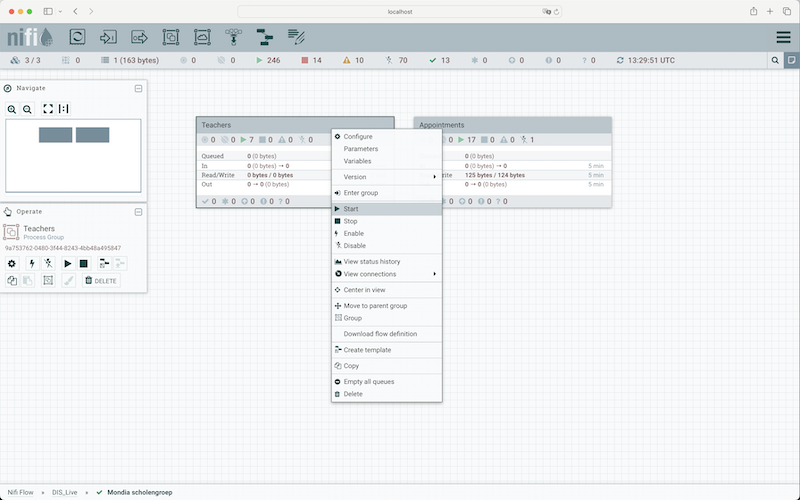 localhost
nifi
3 / 3 0 1 (163 bytes) 0 0 246 14 10 70 13 0 0 0 0 13:29:51 UTC
Navigate
Operate
Teachers
Process Group
9a753762-0480-3f44-8243-4bb48a495847
DELETE
Teachers
0 0 7 0 0 0
Queued 0 (0 bytes)
In 0 (0 bytes) → 0
Read/Write 0 bytes / 0 bytes
Out 0 → 0 (0 bytes)
0 0 0 0 ? 0
Appointments
0 17 0 0 1
0 (0 bytes)
0 (0 bytes) → 0 5 min
rite 125 bytes / 124 bytes 5 min
0 → 0 (0 bytes) 5 min
0 0 0 ? 0
Configure
Parameters
Variables
Version
Enter group
Start
Stop
Enable
Disable
View status history
View connections
Center in view
Move to parent group
Group
Download flow definition
Create template
Copy
Empty all queues
Delete
Nifi Flow » DIS_Live » Mondia scholengroep